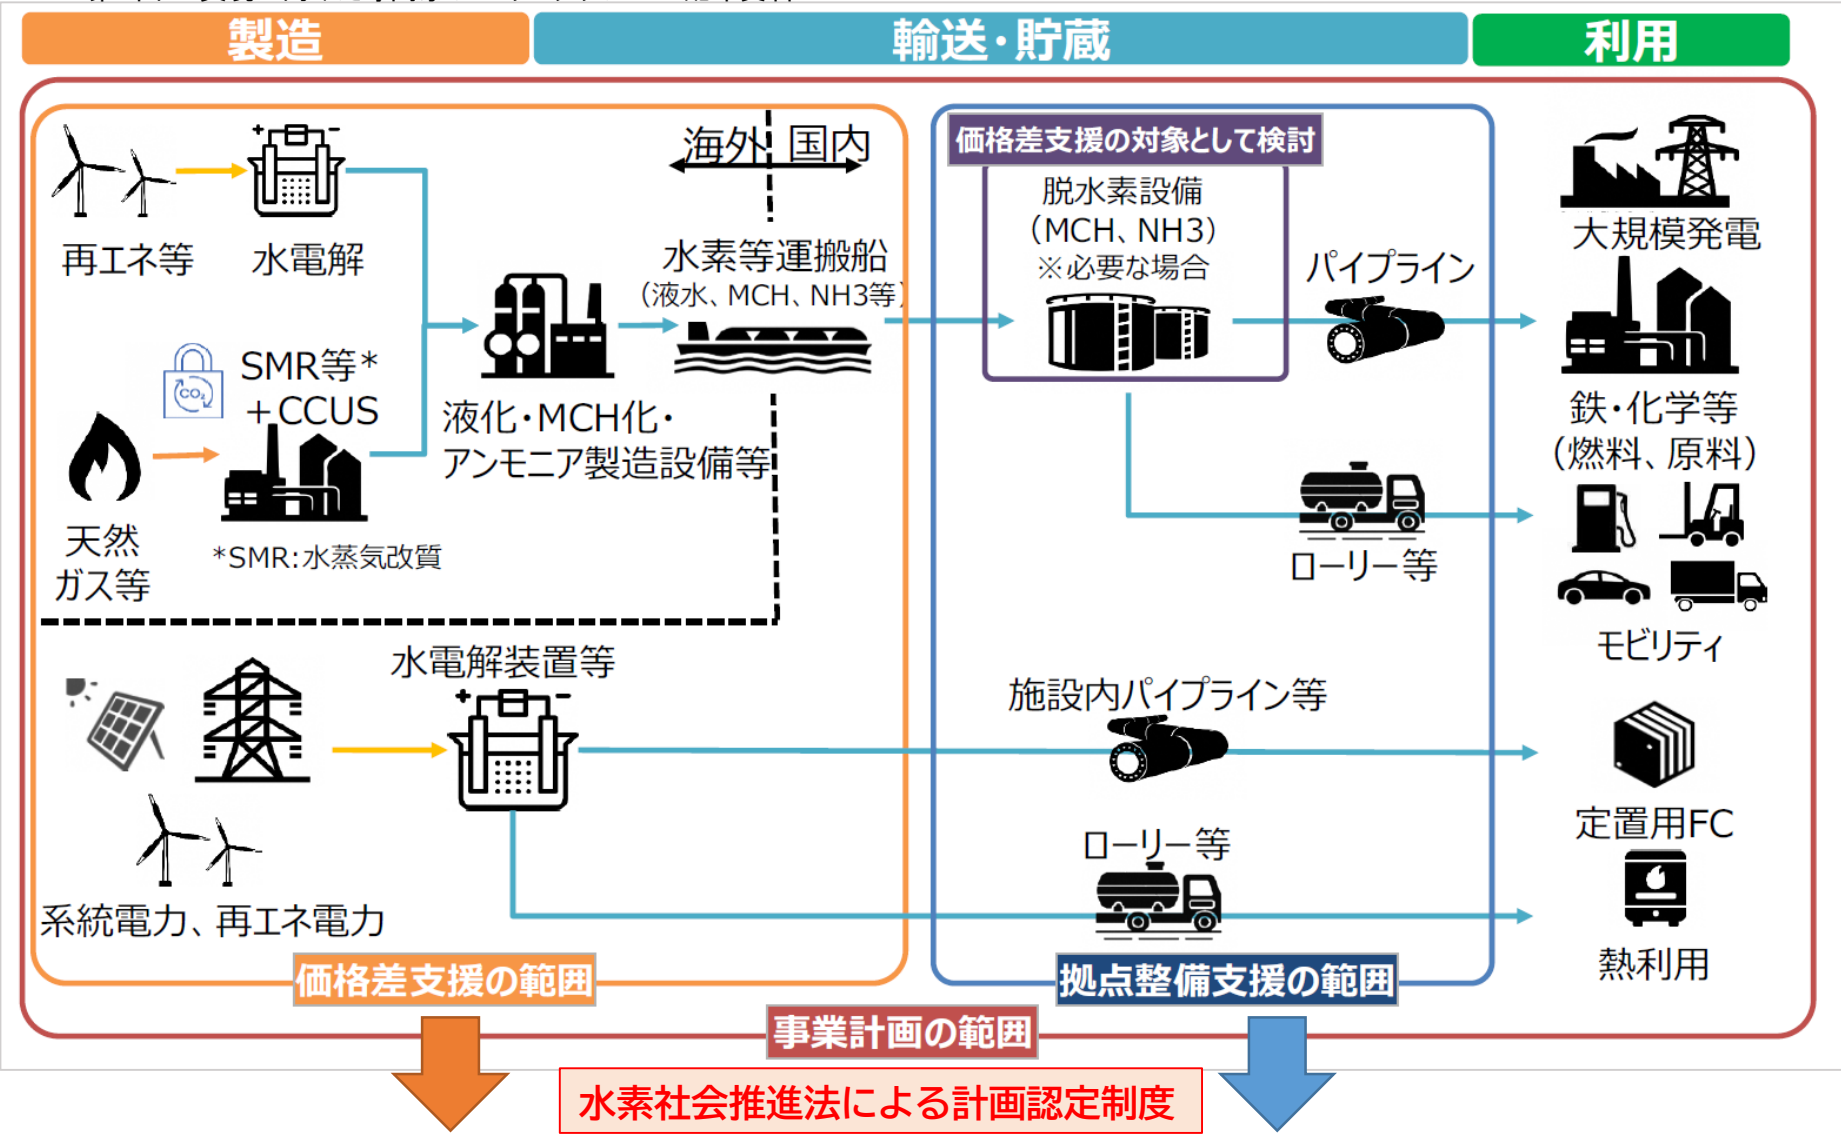 製造
輸送・貯蔵
利用
海外
国内
価格差支援の対象として検討
再エネ等
水電解
水素等運搬船
（液水、MCH、NH3等）
脱水素設備
（MCH、NH3）
※必要な場合
パイプライン
大規模発電
CO₂
SMR等*
＋CCUS
液化・MCH化・
アンモニア製造設備等
鉄・化学等
（燃料、原料）
天然
ガス等
*SMR：水蒸気改質
ローリー等
モビリティ
水電解装置等
施設内パイプライン等
系統電力、再エネ電力
ローリー等
定置用FC
熱利用
価格差支援の範囲
拠点整備支援の範囲
事業計画の範囲
水素社会推進法による計画認定制度